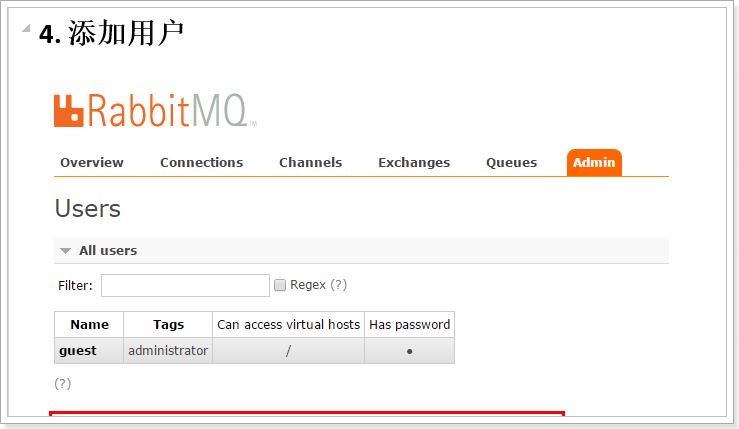 4. 添加用户
RabbitMQ™
Overview Connections Channels Exchanges Queues Admin
Users
All users
Filter: Regex (?)
Name Tags Can access virtual hosts Has password
guest administrator / ●
(?)